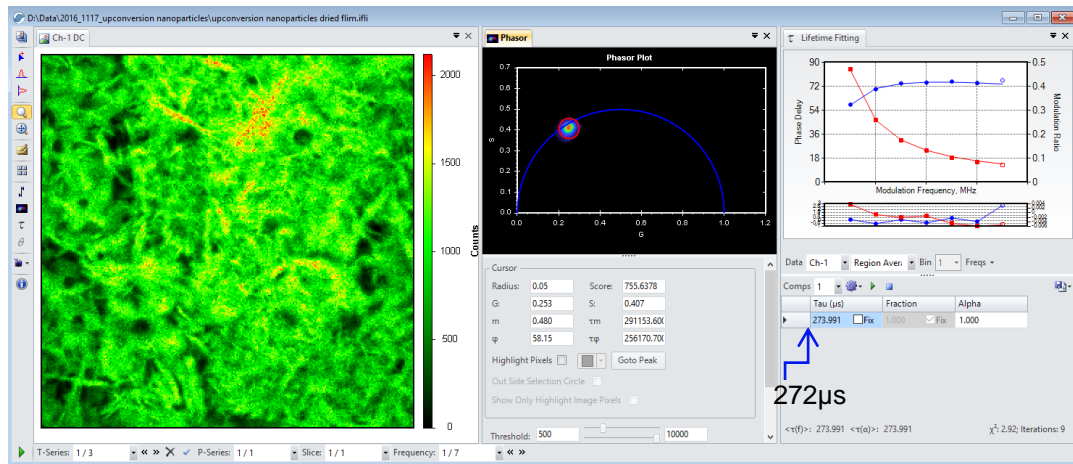 D:\Data\2016_1117_upconversion nanoparticles\upconversion nanoparticles dried flim.ifli
Ch-1 DC
2000
1500
1000
500
0
Counts
Phasor
Phasor Plot
0.7
0.6
0.5
0.4
0.3
0.2
0.1
0.0
S
0.0 0.2 0.4 0.6 0.8 1.0 1.2
G
Cursor
Radius: 0.05 Score: 755.6378
G: 0.253 S: 0.407
m 0.480 τm 291153.60(
φ 58.15 τφ 256170.70(
Highlight Pixels Goto Peak
Out Side Selection Circle
Show Only Highlight Image Pixels
Threshold: 500 10000
τ Lifetime Fitting
90
72
54
36
18
0
Phase Delay
0.5
0.4
0.3
0.2
0.1
0
Modulation Ratio
Modulation Frequency, MHz
Data Ch-1 Region Avera Bin 1 Freqs
Comps 1
Tau (µs) Fraction Alpha
273.991 Fix 1.000 Fix 1.000
272µs
<τ(f)>: 273.991 <τ(α)>: 273.991 χ²: 2.92; Iterations: 9
T-Series: 1 / 3 P-Series: 1 / 1 Slice: 1 / 1 Frequency: 1 / 7